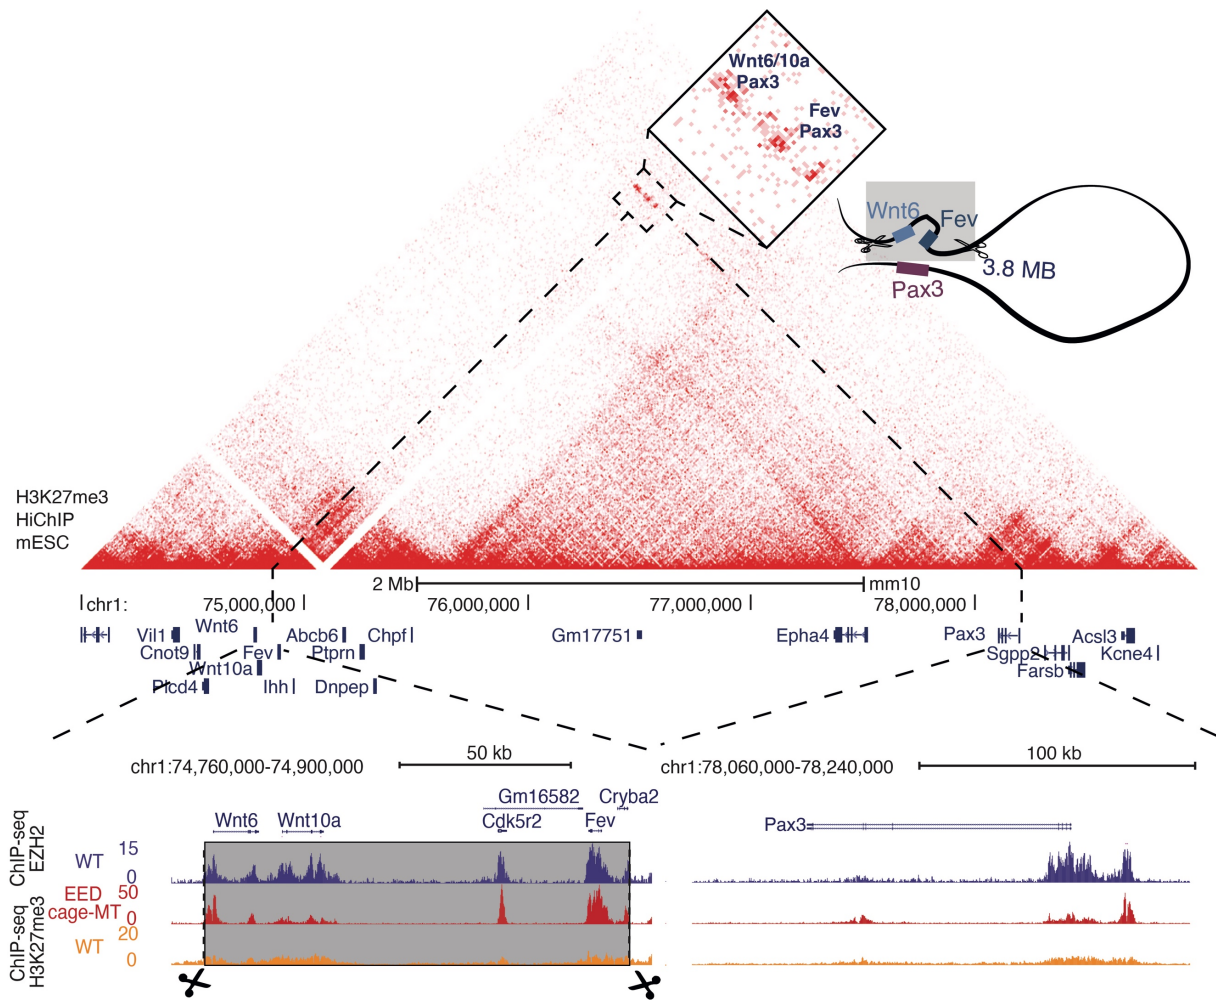 Wnt6/10a
Pax3
Fev
Pax3
Wnt6
Fev
3.8 MB
Pax3
H3K27me3
HiChIP
mESC
2 Mb
mm10
chr1:
75,000,000
76,000,000
77,000,000
78,000,000
Vil1
Wnt6
Abcb6
Chpf
Gm17751
Epha4
Pax3
Acsl3
Cnot9
Fev
Ptprn
Sgpp2
Kcne4
Wnt10a
Farsb
Plcd4
Ihh
Dnpep
chr1:74,760,000-74,900,000
50 kb
chr1:78,060,000-78,240,000
100 kb
Gm16582
Cryba2
Wnt6
Wnt10a
Cdk5r2
Fev
Pax3
ChIP-seq
EZH2
WT
15
0
ChIP-seq
H3K27me3
EED
cage-MT
50
0
WT
20
0